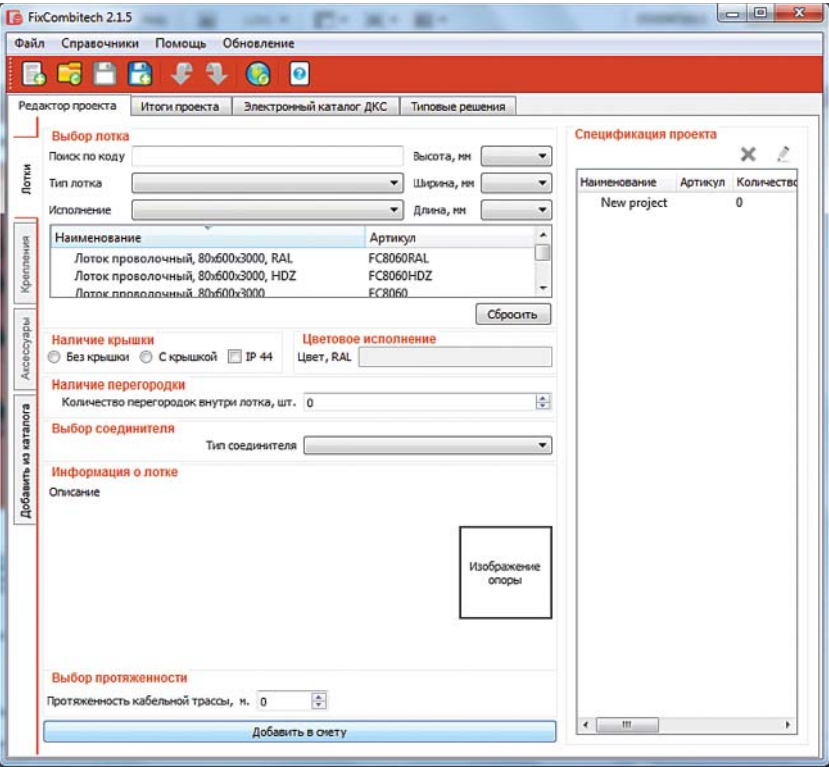 FixCombitech 2.1.5
Файл Справочники Помощь Обновление
Редактор проекта Итоги проекта Электронный каталог ДКС Типовые решения
Лотки
Крепления
Аксессуары
Добавить из каталога
Выбор лотка
Поиск по коду Высота, мм
Тип лотка Ширина, мм
Исполнение Длина, мм
Наименование Артикул
Лоток проволочный, 80х600х3000, RAL FC8060RAL
Лоток проволочный, 80х600х3000, HDZ FC8060HDZ
Лоток проволочный, 80х600х3000 FC8060
Сбросить
Наличие крышки
Без крышки С крышкой IP 44
Цветовое исполнение
Цвет, RAL
Наличие перегородки
Количество перегородок внутри лотка, шт. 0
Выбор соединителя
Тип соединителя
Информация о лотке
Описание
Изображение
опоры
Выбор протяженности
Протяженность кабельной трассы, м. 0
Добавить в смету
Спецификация проекта
Наименование Артикул Количество
New project 0